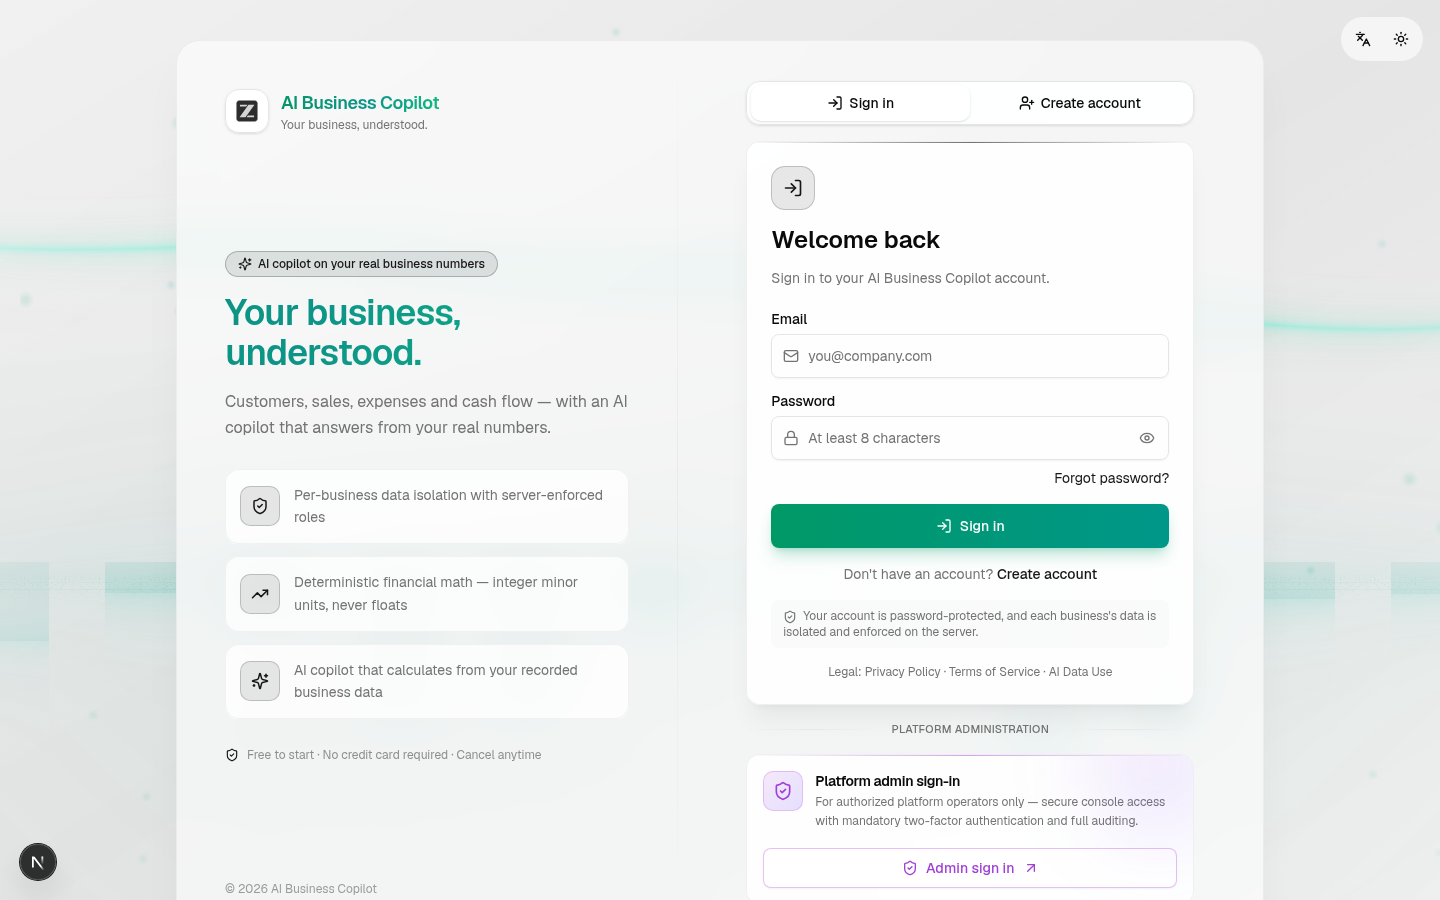 AI Business Copilot
Your business, understood.
AI copilot on your real business numbers
Your business,
understood.
Customers, sales, expenses and cash flow — with an AI
copilot that answers from your real numbers.
Per-business data isolation with server-enforced
roles
Deterministic financial math — integer minor
units, never floats
AI copilot that calculates from your recorded
business data
Free to start · No credit card required · Cancel anytime
© 2026 AI Business Copilot
Sign in
Create account
Welcome back
Sign in to your AI Business Copilot account.
Email
you@company.com
Password
At least 8 characters
Forgot password?
Sign in
Don't have an account? Create account
Your account is password-protected, and each business's data is
isolated and enforced on the server.
Legal: Privacy Policy · Terms of Service · AI Data Use
PLATFORM ADMINISTRATION
Platform admin sign-in
For authorized platform operators only — secure console access
with mandatory two-factor authentication and full auditing.
Admin sign in